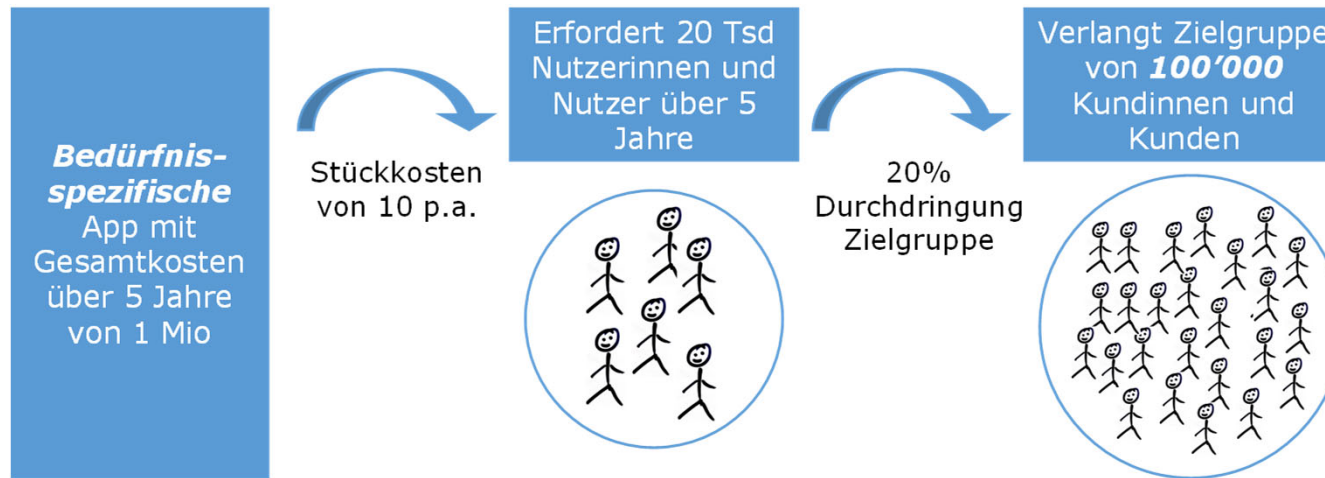 Bedürfnis-
spezifische
App mit
Gesamtkosten
über 5 Jahre
von 1 Mio
Stückkosten
von 10 p.a.
Erfordert 20 Tsd
Nutzerinnen und
Nutzer über 5
Jahre
20%
Durchdringung
Zielgruppe
Verlangt Zielgruppe
von 100’000
Kundinnen und
Kunden